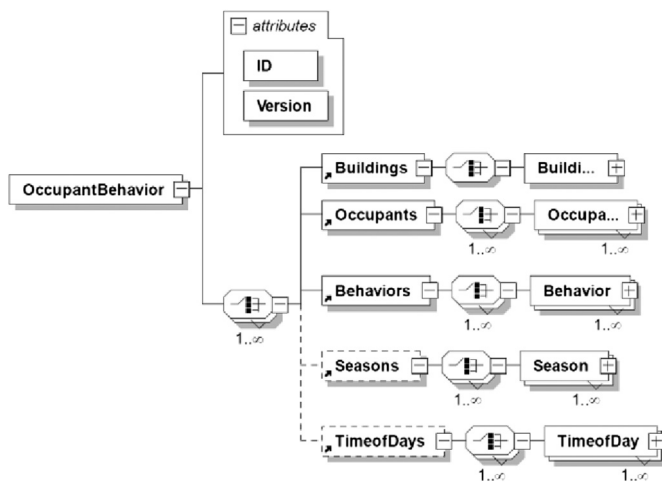 attributes
ID
Version
OccupantBehavior
Buildings
Buildi...
Occupants
Occupa...
1..∞
1..∞
Behaviors
Behavior
1..∞
1..∞
1..∞
Seasons
Season
1..∞
1..∞
TimeofDays
TimeofDay
1..∞
1..∞